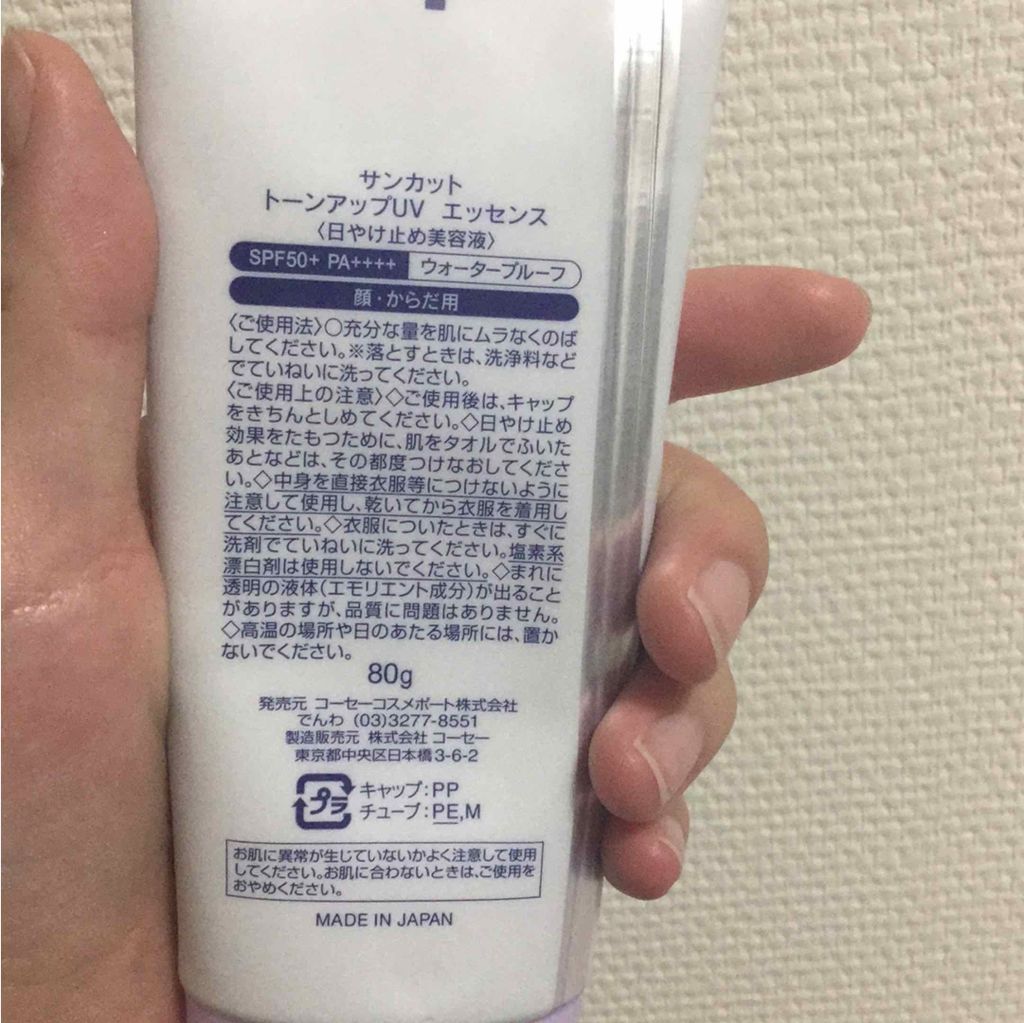 サンカット
トーンアップUV エッセンス
〈日やけ止め美容液〉
SPF50+ PA++++ ウォータープルーフ
顔・からだ用
〈ご使用法〉○充分な量を肌にムラなくのば
してください。※落とすときは、洗浄料など
でていねいに洗ってください。
〈ご使用上の注意〉◇ご使用後は、キャップ
をきちんとしめてください。◇日やけ止め
効果をたもつために、肌をタオルでふいた
あとなどは、その都度つけなおしてくださ
い。◇中身を直接衣服等につけないように
注意して使用し、乾いてから衣服を着用し
てください。◇衣服についたときは、すぐに
洗剤でていねいに洗ってください。塩素系
漂白剤は使用しないでください。◇まれに
透明の液体(エモリエント成分)が出ること
がありますが、品質に問題はありません。
◇高温の場所や日のあたる場所には、置か
ないでください。
80g
発売元 コーセーコスメポート株式会社
でんわ (03)3277-8551
製造販売元 株式会社 コーセー
東京都中央区日本橋3-6-2
プラ キャップ:PP
チューブ:PE,M
お肌に異常が生じていないかよく注意して使用
してください。お肌に合わないときは、ご使用を
おやめください。
MADE IN JAPAN